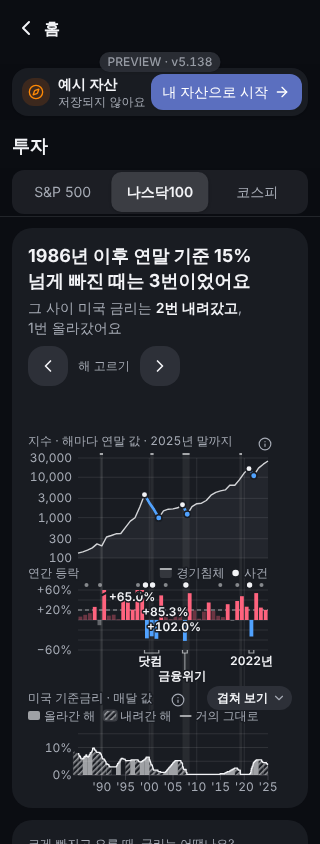 홈
PREVIEW · v5.138
예시 자산
저장되지 않아요
내 자산으로 시작
투자
S&P 500
나스닥100
코스피
1986년 이후 연말 기준 15%
넘게 빠진 때는 3번이었어요
그 사이 미국 금리는 2번 내려갔고,
1번 올라갔어요
해 고르기
지수 · 해마다 연말 값 · 2025년 말까지
30,000
10,000
3,000
1,000
300
100
연간 등락
경기침체
사건
+60%
+20%
−60%
+65.0%
+85.3%
+102.0%
닷컴
금융위기
2022년
미국 기준금리 · 매달 값
겹쳐 보기
올라간 해
내려간 해
거의 그대로
10%
0%
'90 '95 '00 '05 '10 '15 '20 '25